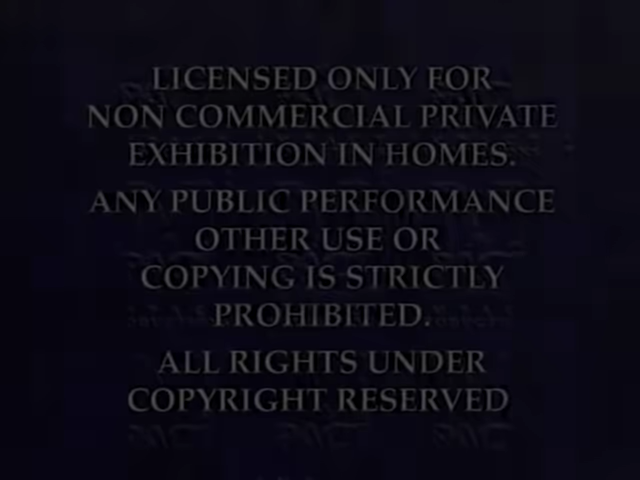 LICENSED ONLY FOR
NON COMMERCIAL PRIVATE
EXHIBITION IN HOMES.
ANY PUBLIC PERFORMANCE
OTHER USE OR
COPYING IS STRICTLY
PROHIBITED.
ALL RIGHTS UNDER
COPYRIGHT RESERVED